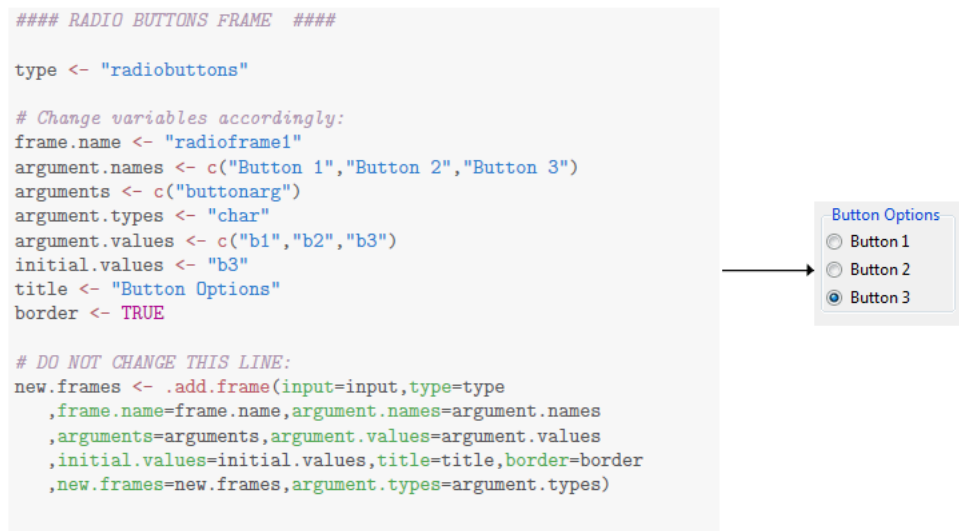 #### RADIO BUTTONS FRAME  ####
type <- "radiobuttons"
# Change variables accordingly:
frame.name <- "radioframe1"
argument.names <- c("Button 1","Button 2","Button 3")
arguments <- c("buttonarg")
argument.types <- "char"
argument.values <- c("b1","b2","b3")
initial.values <- "b3"
title <- "Button Options"
border <- TRUE
# DO NOT CHANGE THIS LINE:
new.frames <- .add.frame(input=input,type=type
   ,frame.name=frame.name,argument.names=argument.names
   ,arguments=arguments,argument.values=argument.values
   ,initial.values=initial.values,title=title,border=border
   ,new.frames=new.frames,argument.types=argument.types)
Button Options
Button 1
Button 2
Button 3